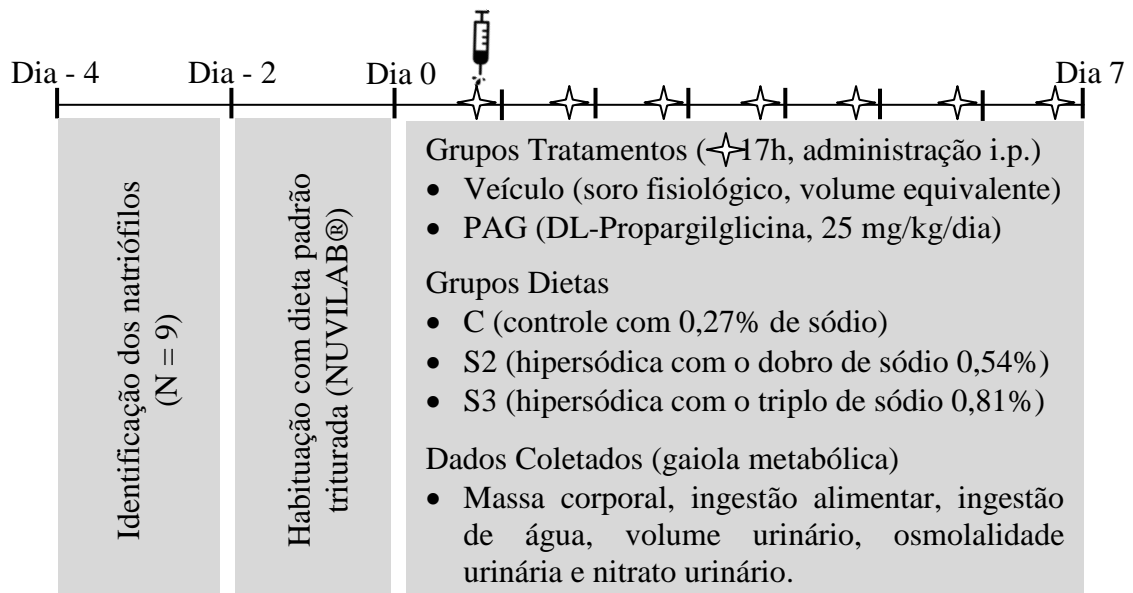 Dia - 4 Dia - 2 Dia 0 Dia 7
Identificação dos natriófilos
(N = 9)
Habituação com dieta padrão
triturada (NUVILAB®)
Grupos Tratamentos (17h, administração i.p.)
• Veículo (soro fisiológico, volume equivalente)
• PAG (DL-Propargilglicina, 25 mg/kg/dia)
Grupos Dietas
• C (controle com 0,27% de sódio)
• S2 (hipersódica com o dobro de sódio 0,54%)
• S3 (hipersódica com o triplo de sódio 0,81%)
Dados Coletados (gaiola metabólica)
• Massa corporal, ingestão alimentar, ingestão
de água, volume urinário, osmolalidade
urinária e nitrato urinário.